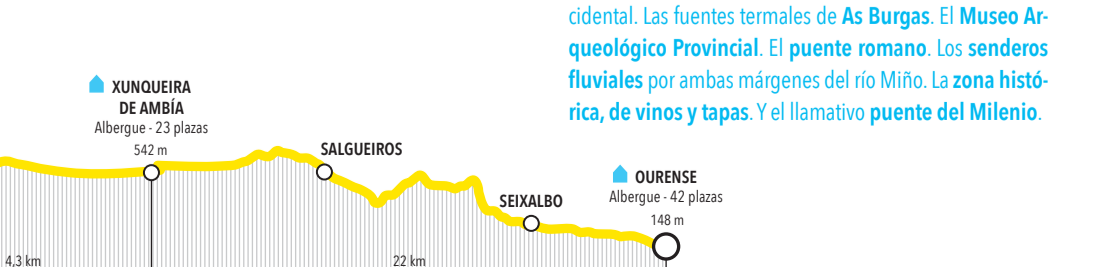 cidental. Las fuentes termales de As Burgas. El Museo Ar-
queológico Provincial. El puente romano. Los senderos
fluviales por ambas márgenes del río Miño. La zona histó-
rica, de vinos y tapas. Y el llamativo puente del Milenio.
XUNQUEIRA
DE AMBÍA
Albergue - 23 plazas
542 m
SALGUEIROS
SEIXALBO
OURENSE
Albergue - 42 plazas
148 m
4,3 km
22 km